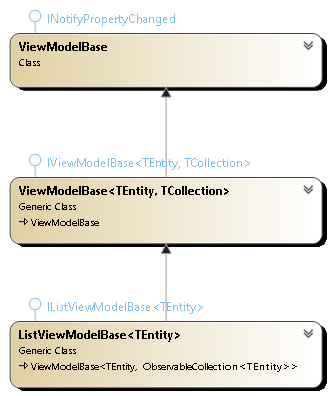 INotifyPropertyChanged
ViewModelBase
Class
IViewModelBase<TEntity, TCollection>
ViewModelBase<TEntity, TCollection>
Generic Class
ViewModelBase
IListViewModelBase<TEntity>
ListViewModelBase<TEntity>
Generic Class
ViewModelBase<TEntity, ObservableCollection<TEntity>>